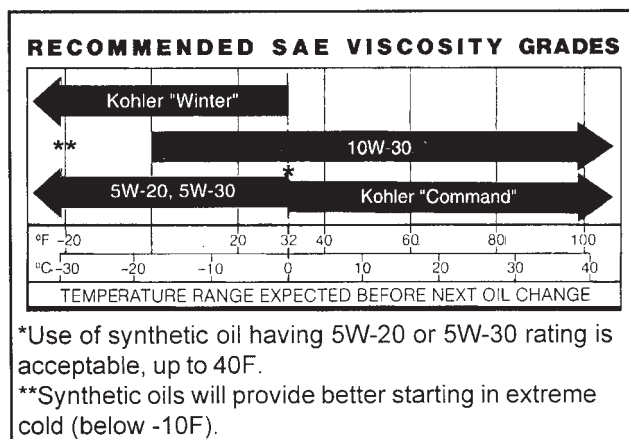 RECOMMENDED SAE VISCOSITY GRADES
Kohler "Winter"
** 10W-30
*
5W-20, 5W-30 Kohler "Command"
°F -20 20 32 40 60 80 100
°C -30 -20 -10 0 10 20 30 40
TEMPERATURE RANGE EXPECTED BEFORE NEXT OIL CHANGE
*Use of synthetic oil having 5W-20 or 5W-30 rating is
acceptable, up to 40F.
**Synthetic oils will provide better starting in extreme
cold (below -10F).